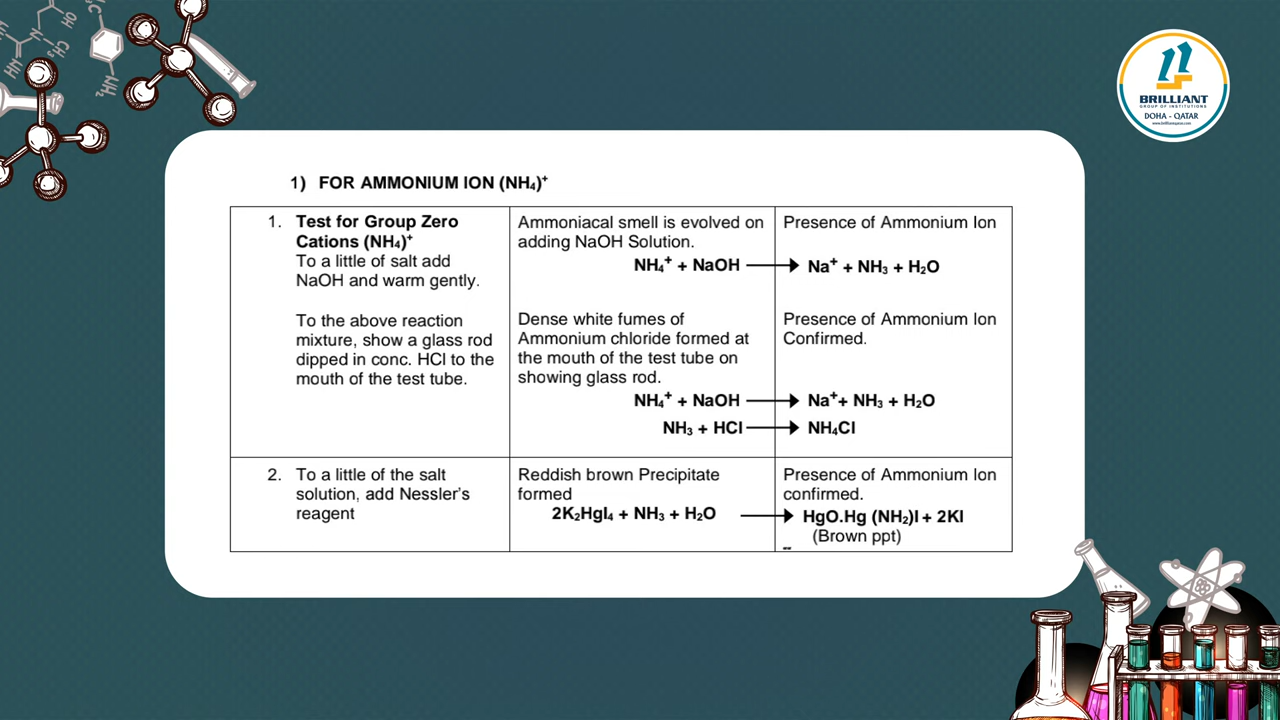 BRILLIANT
GROUP OF INSTITUTIONS
DOHA - QATAR
1) FOR AMMONIUM ION (NH₄)⁺
1. Test for Group Zero
Cations (NH₄)⁺
To a little of salt add
NaOH and warm gently.
Ammoniacal smell is evolved on
adding NaOH Solution.
Presence of Ammonium Ion
NH₄⁺ + NaOH ⟶ Na⁺ + NH₃ + H₂O
To the above reaction
mixture, show a glass rod
dipped in conc. HCl to the
mouth of the test tube.
Dense white fumes of
Ammonium chloride formed at
the mouth of the test tube on
showing glass rod.
Presence of Ammonium Ion
Confirmed.
NH₄⁺ + NaOH ⟶ Na⁺+ NH₃ + H₂O
NH₃ + HCl ⟶ NH₄Cl
2. To a little of the salt
solution, add Nessler's
reagent
Reddish brown Precipitate
formed
Presence of Ammonium Ion
confirmed.
2K₂HgI₄ + NH₃ + H₂O ⟶ HgO.Hg (NH₂)I + 2KI
(Brown ppt)
OH
CH₃
NH
NH₂